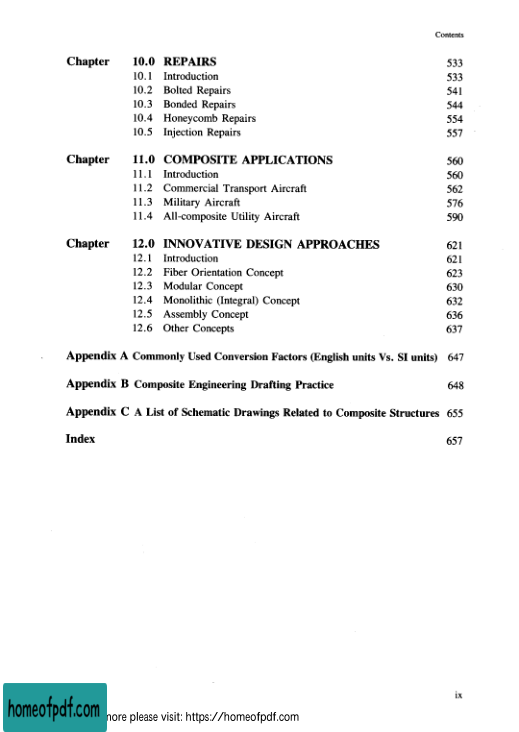 Contents
Chapter 10.0 REPAIRS 533
10.1 Introduction 533
10.2 Bolted Repairs 541
10.3 Bonded Repairs 544
10.4 Honeycomb Repairs 554
10.5 Injection Repairs 557
Chapter 11.0 COMPOSITE APPLICATIONS 560
11.1 Introduction 560
11.2 Commercial Transport Aircraft 562
11.3 Military Aircraft 576
11.4 All-composite Utility Aircraft 590
Chapter 12.0 INNOVATIVE DESIGN APPROACHES 621
12.1 Introduction 621
12.2 Fiber Orientation Concept 623
12.3 Modular Concept 630
12.4 Monolithic (Integral) Concept 632
12.5 Assembly Concept 636
12.6 Other Concepts 637
Appendix A Commonly Used Conversion Factors (English units Vs. SI units) 647
Appendix B Composite Engineering Drafting Practice 648
Appendix C A List of Schematic Drawings Related to Composite Structures 655
Index 657
ix
homeofpdf.com
more please visit: https://homeofpdf.com